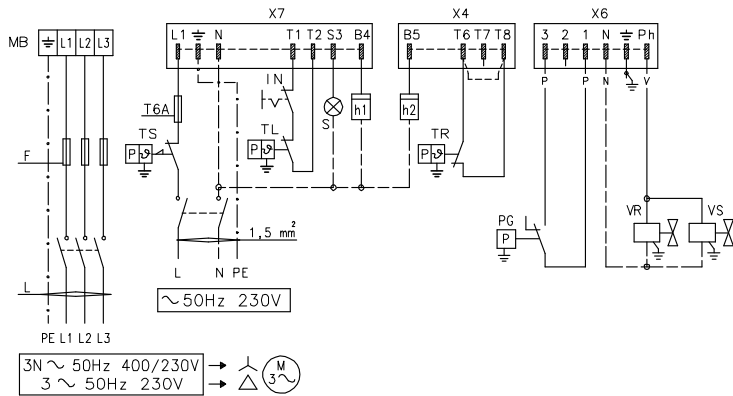 X7 X4 X6
MB L1 L2 L3
L1 N T1 T2 S3 B4
B5 T6 T7 T8
3 2 1 N Ph
P P N V
IN
T6A
S h1 h2
TS TL TR
P ϑ P ϑ P ϑ
F
PG
P
VR VS
1,5 mm²
L
L N PE
∼ 50Hz 230V
PE L1 L2 L3
3N ∼ 50Hz 400/230V
3 ∼ 50Hz 230V
M
3∼